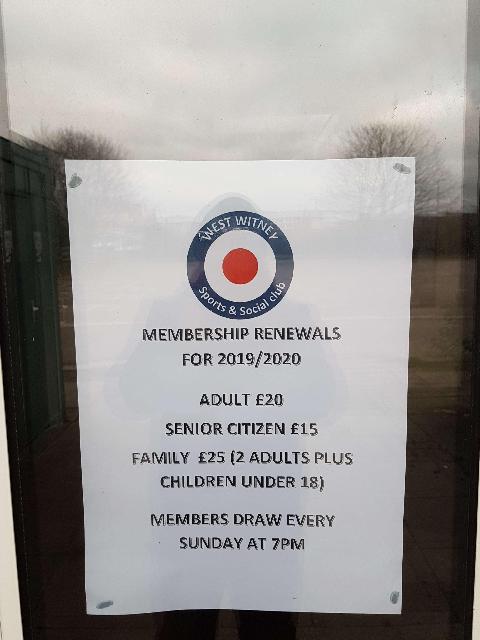 WEST WITNEY
Sports & Social club
MEMBERSHIP RENEWALS
FOR 2019/2020
ADULT £20
SENIOR CITIZEN £15
FAMILY £25 (2 ADULTS PLUS
CHILDREN UNDER 18)
MEMBERS DRAW EVERY
SUNDAY AT 7PM